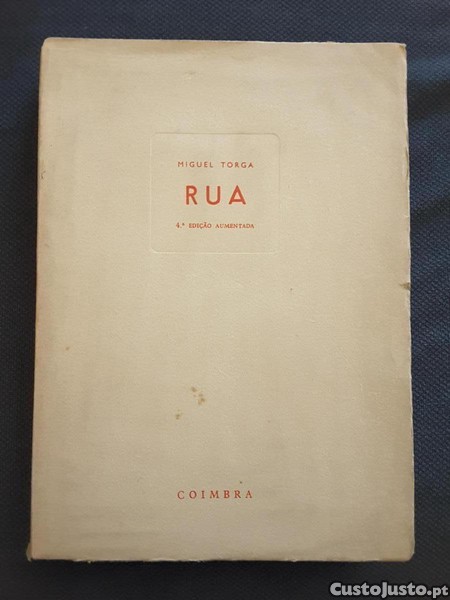 MIGUEL TORGA
RUA
4.ª EDIÇÃO AUMENTADA
COIMBRA
CustoJusto.pt